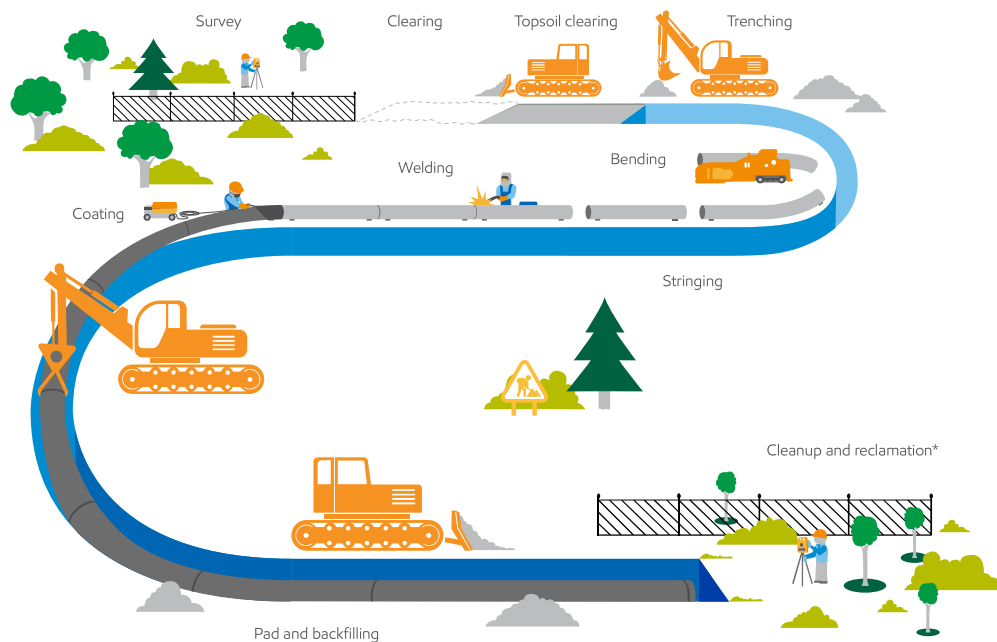 Survey
Clearing
Topsoil clearing
Trenching
Welding
Bending
Coating
Stringing
Cleanup and reclamation*
Pad and backfilling